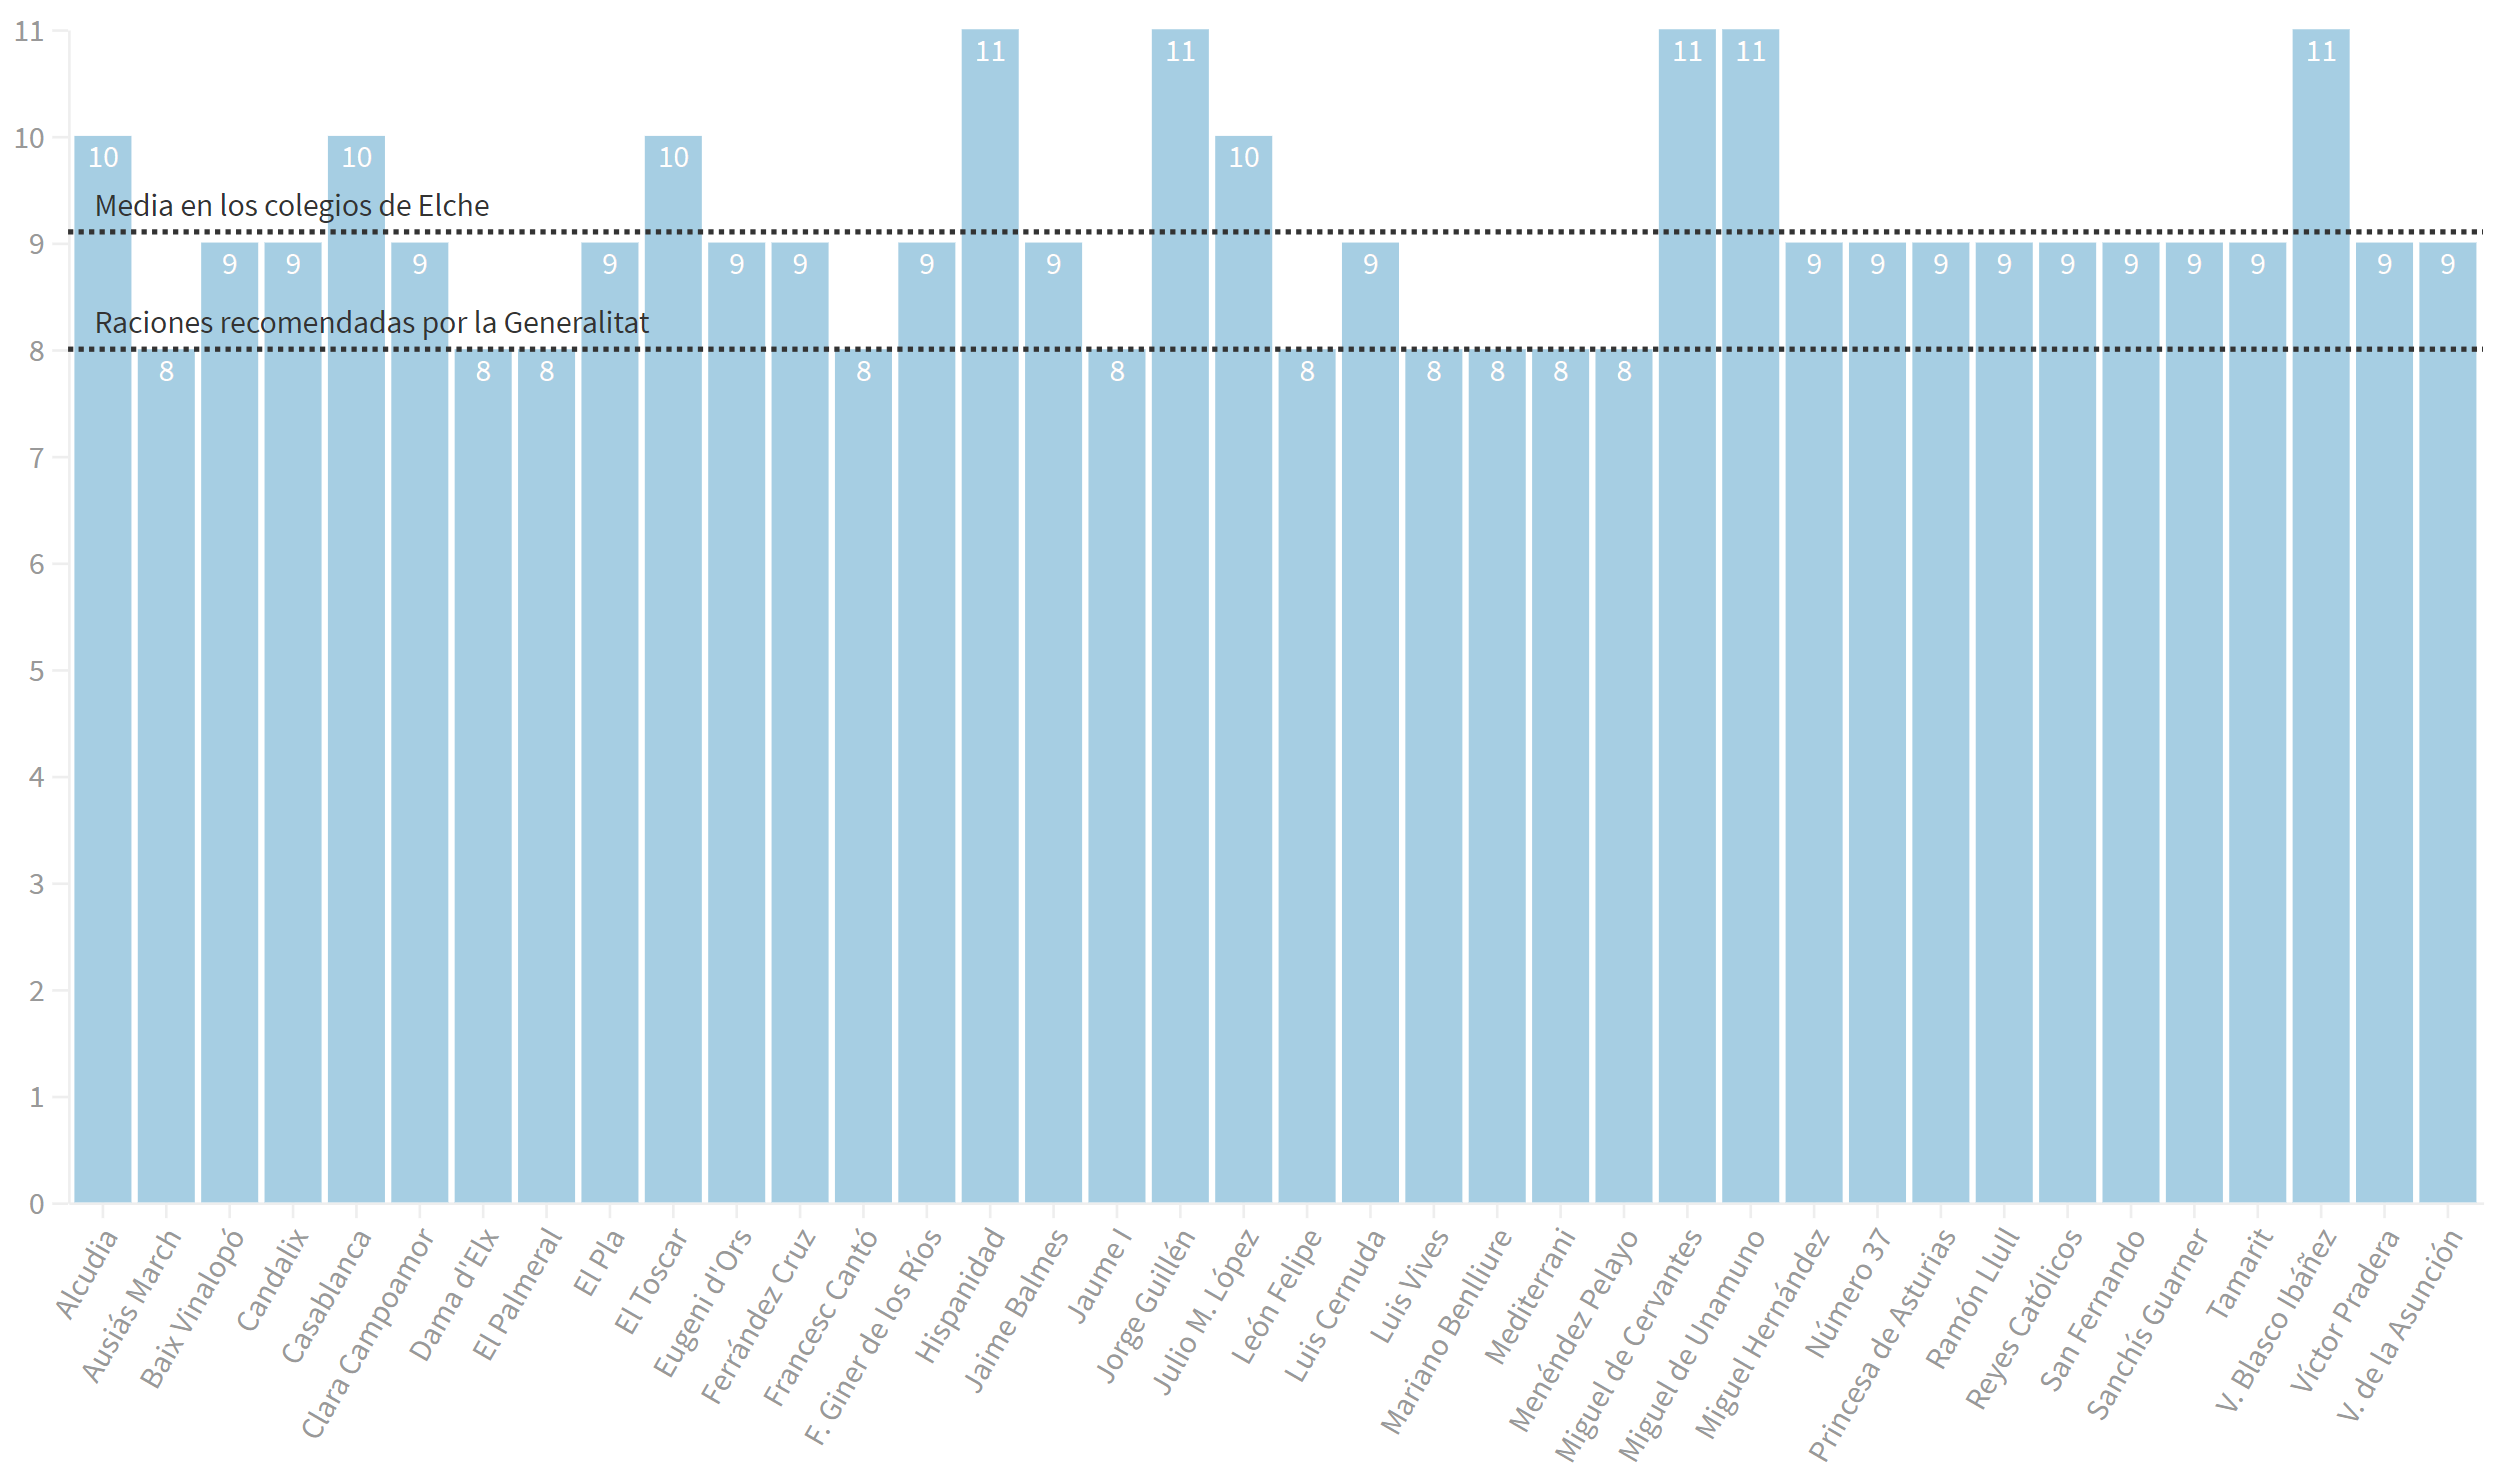 11
10
9
8
7
6
5
4
3
2
1
0
Media en los colegios de Elche
Raciones recomendadas por la Generalitat
10
8
9
9
10
9
8
8
9
10
9
9
8
9
11
9
8
11
10
8
9
8
8
8
8
11
11
9
9
9
9
9
9
9
9
11
9
9
Alcudia
Ausiás March
Baix Vinalopó
Candalix
Casablanca
Clara Campoamor
Dama d'Elx
El Palmeral
El Pla
El Toscar
Eugeni d'Ors
Ferrández Cruz
Francesc Cantó
F. Giner de los Ríos
Hispanidad
Jaime Balmes
Jaume I
Jorge Guillén
Julio M. López
León Felipe
Luis Cernuda
Luis Vives
Mariano Benlliure
Mediterrani
Menéndez Pelayo
Miguel de Cervantes
Miguel de Unamuno
Miguel Hernández
Número 37
Princesa de Asturias
Ramón Llull
Reyes Católicos
San Fernando
Sanchís Guarner
Tamarit
V. Blasco Ibáñez
Víctor Pradera
V. de la Asunción